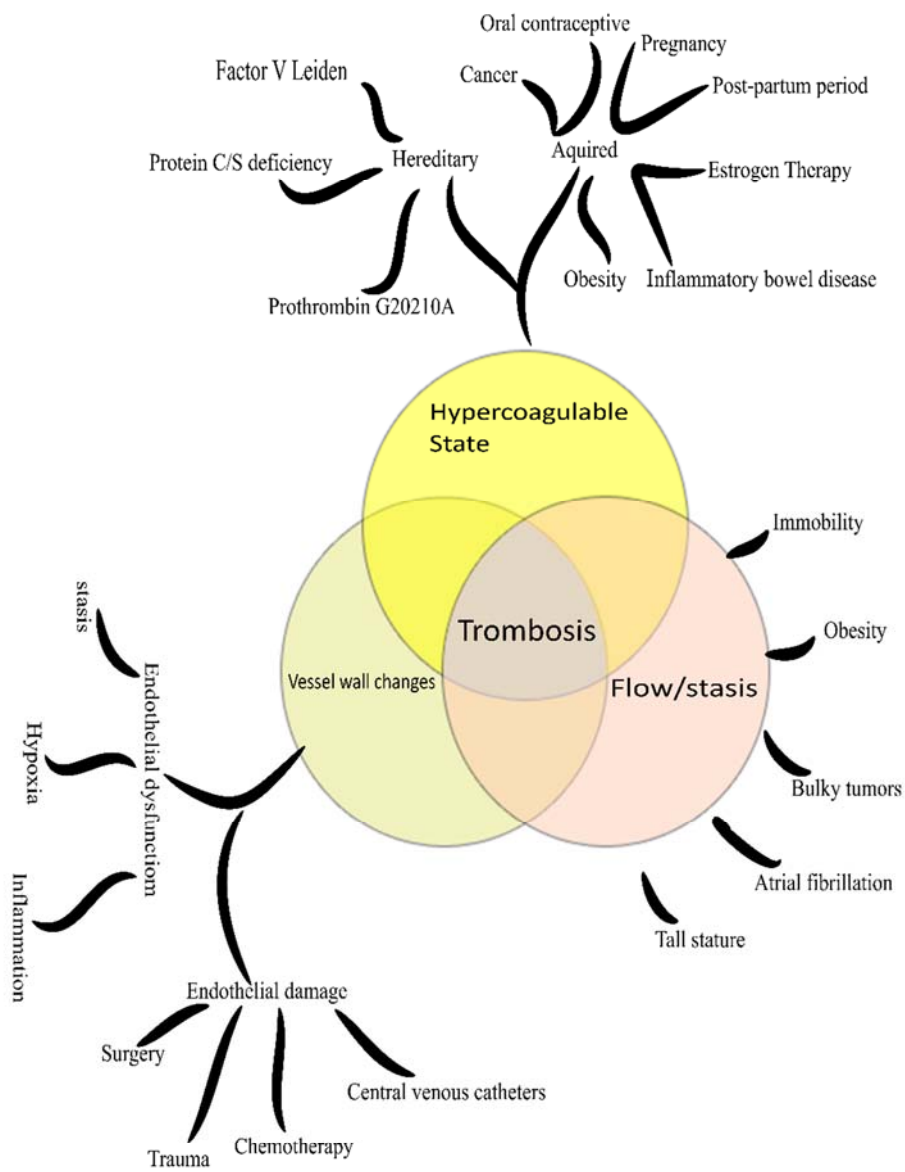 Oral contraceptive
Pregnancy
Factor V Leiden
Cancer
Post-partum period
Protein C/S deficiency
Hereditary
Aquired
Estrogen Therapy
Prothrombin G20210A
Obesity
Inflammatory bowel disease
Hypercoagulable
State
Immobility
Trombosis
Obesity
Vessel wall changes
Flow/stasis
stasis
Endothelial dysfunctiom
Hypoxia
Inflammation
Bulky tumors
Atrial fibrillation
Tall stature
Endothelial damage
Surgery
Central venous catheters
Trauma
Chemotherapy